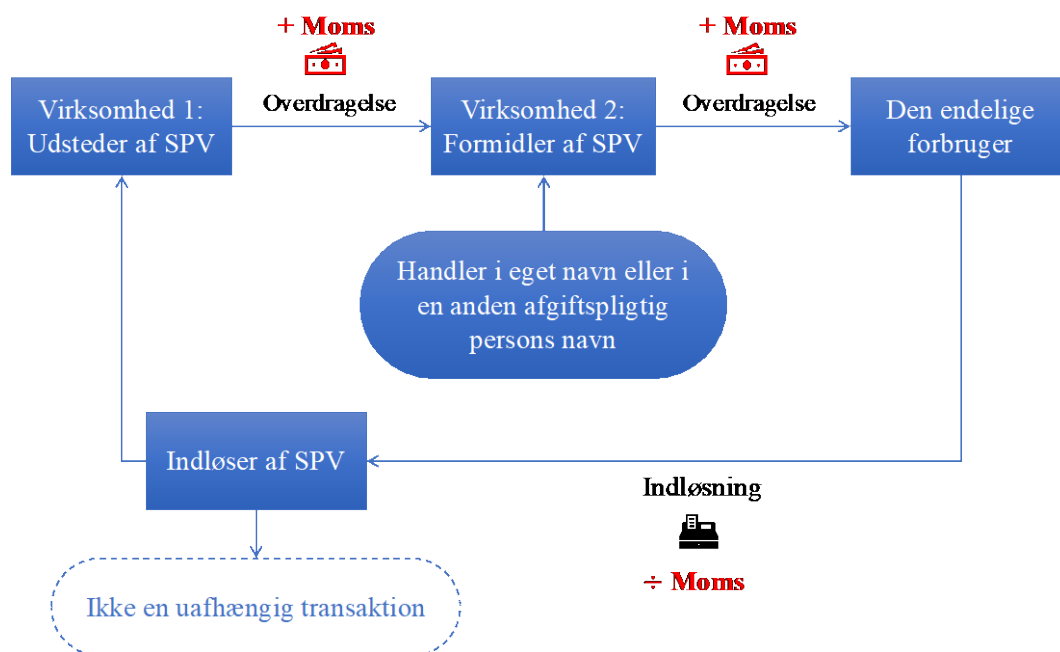 + Moms
+ Moms
Virksomhed 1:
Udsteder af SPV
Overdragelse
Virksomhed 2:
Formidler af SPV
Overdragelse
Den endelige
forbruger
Handler i eget navn eller i
en anden afgiftspligtig
persons navn
Indløser af SPV
Indløsning
÷ Moms
Ikke en uafhængig transaktion